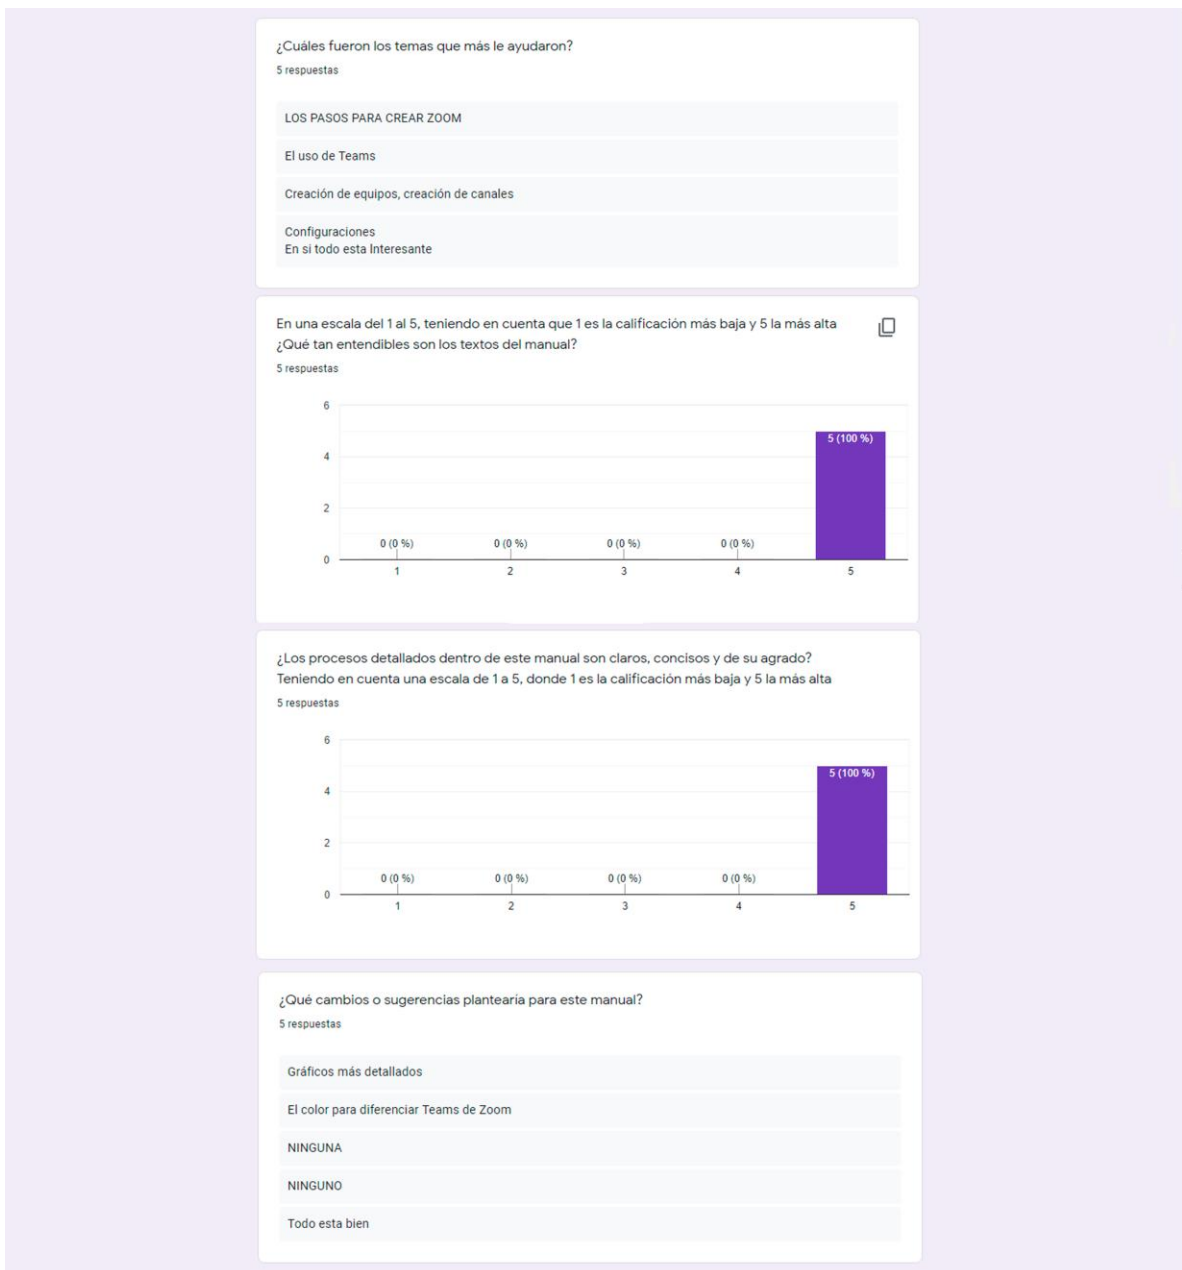 ¿Cuáles fueron los temas que más le ayudaron?
5 respuestas
LOS PASOS PARA CREAR ZOOM
El uso de Teams
Creación de equipos, creación de canales
Configuraciones
En si todo esta Interesante
En una escala del 1 al 5, teniendo en cuenta que 1 es la calificación más baja y 5 la más alta
¿Qué tan entendibles son los textos del manual?
5 respuestas
6
4
2
0
5 (100 %)
0 (0 %) 0 (0 %) 0 (0 %) 0 (0 %)
1 2 3 4 5
¿Los procesos detallados dentro de este manual son claros, concisos y de su agrado?
Teniendo en cuenta una escala de 1 a 5, donde 1 es la calificación más baja y 5 la más alta
5 respuestas
6
4
2
0
5 (100 %)
0 (0 %) 0 (0 %) 0 (0 %) 0 (0 %)
1 2 3 4 5
¿Qué cambios o sugerencias plantearia para este manual?
5 respuestas
Gráficos más detallados
El color para diferenciar Teams de Zoom
NINGUNA
NINGUNO
Todo esta bien